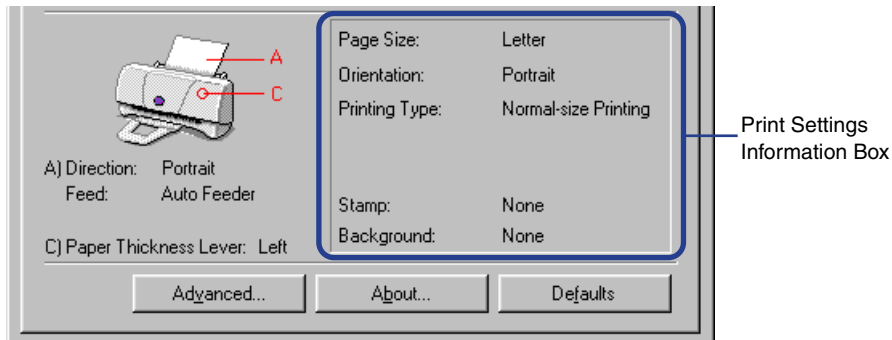 A
C
A) Direction: Portrait
Feed: Auto Feeder
C) Paper Thickness Lever: Left
Page Size: Letter
Orientation: Portrait
Printing Type: Normal-size Printing
Stamp: None
Background: None
Print Settings
Information Box
Advanced...
About...
Defaults